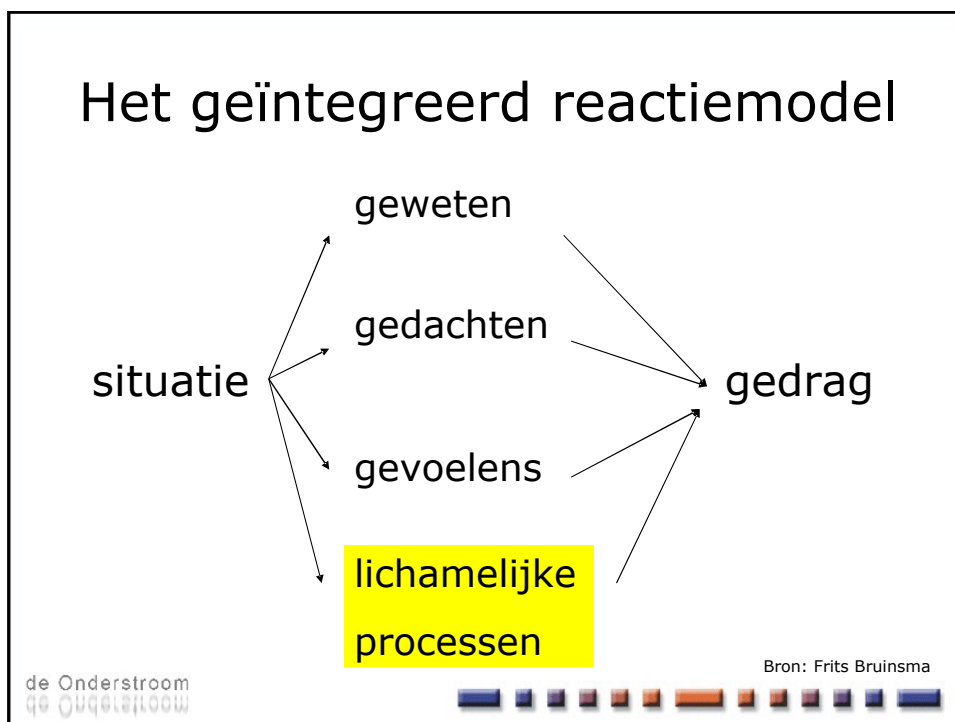 Het geïntegreerd reactiemodel
geweten
gedachten
situatie
gedrag
gevoelens
lichamelijke
processen
Bron: Frits Bruinsma
de Onderstroom